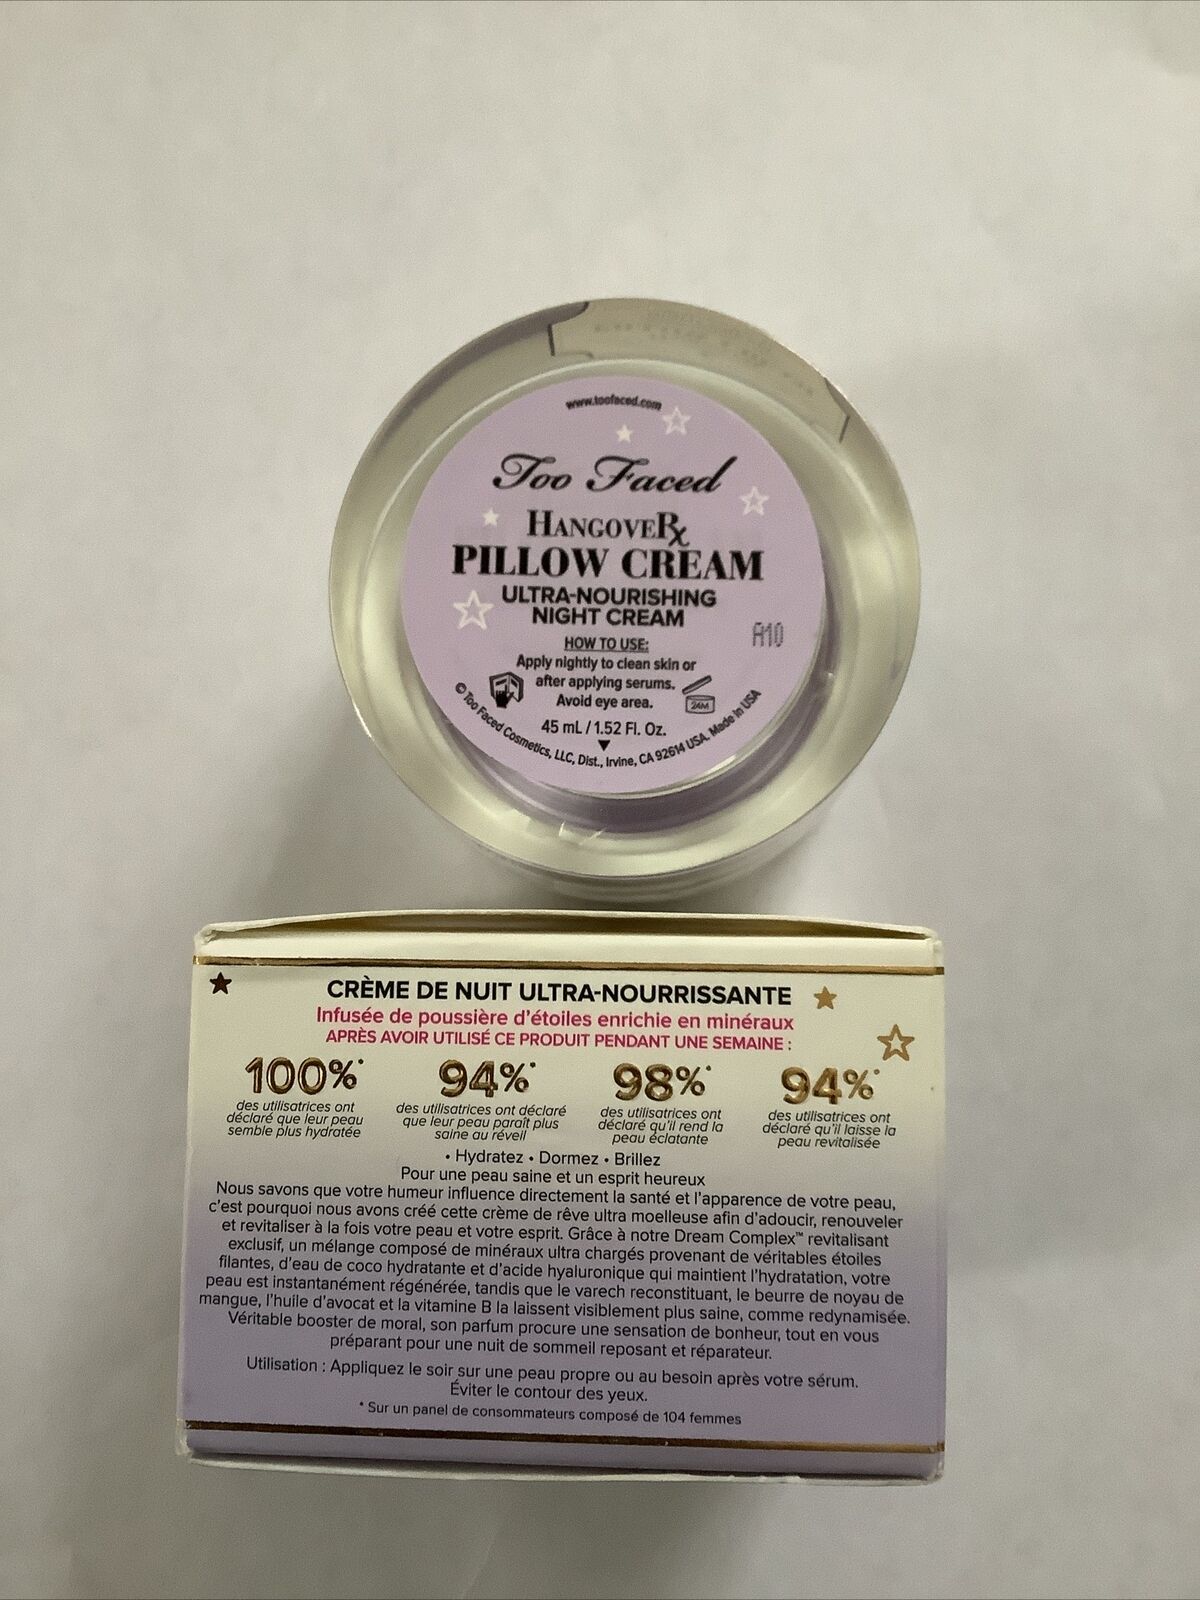 www.toofaced.com
Too Faced
HANGOVERx
PILLOW CREAM
ULTRA-NOURISHING
NIGHT CREAM
A10
HOW TO USE:
Apply nightly to clean skin or
after applying serums.
Avoid eye area.
24M
45 mL / 1.52 Fl. Oz.
© Too Faced Cosmetics, LLC, Dist., Irvine, CA 92614 USA. Made in USA
CRÈME DE NUIT ULTRA-NOURRISSANTE
Infusée de poussière d'étoiles enrichie en minéraux
APRÈS AVOIR UTILISÉ CE PRODUIT PENDANT UNE SEMAINE :
100%*
des utilisatrices ont
déclaré que leur peau
semble plus hydratée
94%*
des utilisatrices ont déclaré
que leur peau paraît plus
saine au réveil
98%*
des utilisatrices ont
déclaré qu'il rend la
peau éclatante
94%*
des utilisatrices ont
déclaré qu'il laisse la
peau revitalisée
• Hydratez • Dormez • Brillez
Pour une peau saine et un esprit heureux
Nous savons que votre humeur influence directement la santé et l'apparence de votre peau,
c'est pourquoi nous avons créé cette crème de rêve ultra moelleuse afin d'adoucir, renouveler
et revitaliser à la fois votre peau et votre esprit. Grâce à notre Dream Complex™ revitalisant
exclusif, un mélange composé de minéraux ultra chargés provenant de véritables étoiles
filantes, d'eau de coco hydratante et d'acide hyaluronique qui maintient l'hydratation, votre
peau est instantanément régénérée, tandis que le varech reconstituant, le beurre de noyau de
mangue, l'huile d'avocat et la vitamine B la laissent visiblement plus saine, comme redynamisée.
Véritable booster de moral, son parfum procure une sensation de bonheur, tout en vous
préparant pour une nuit de sommeil reposant et réparateur.
Utilisation : Appliquez le soir sur une peau propre ou au besoin après votre sérum.
Éviter le contour des yeux.
* Sur un panel de consommateurs composé de 104 femmes